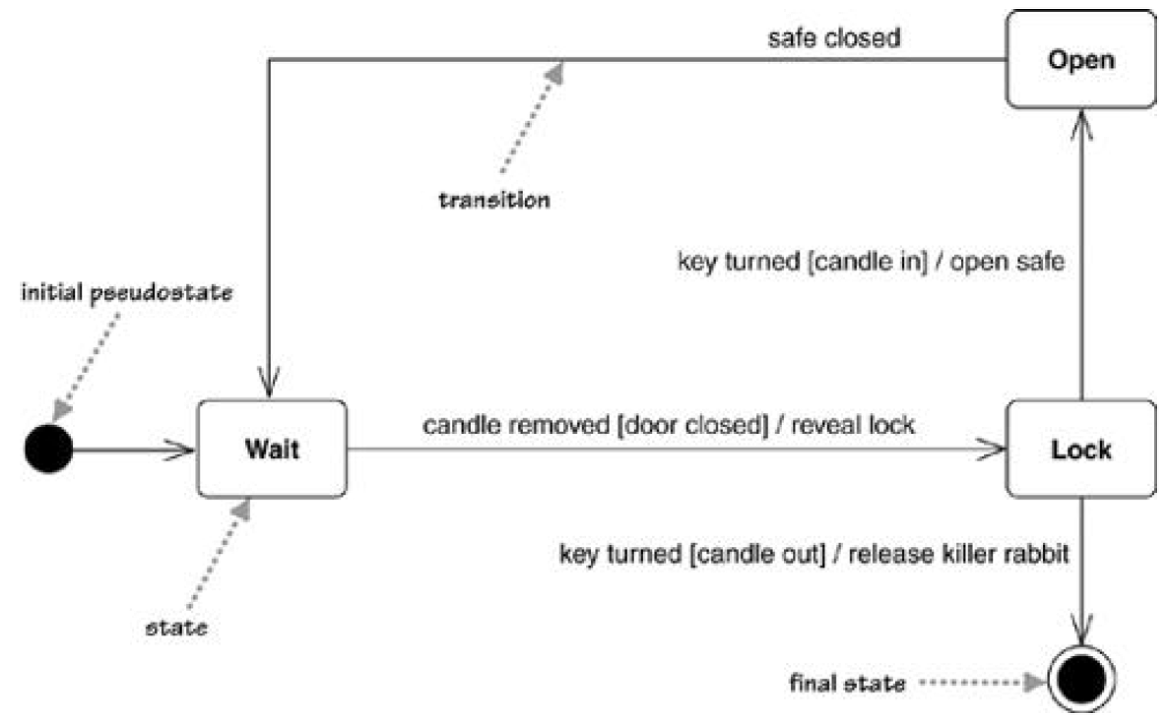 safe closed
Open
transition
key turned [candle in] / open safe
initial pseudostate
candle removed [door closed] / reveal lock
Wait
Lock
key turned [candle out] / release killer rabbit
state
final state